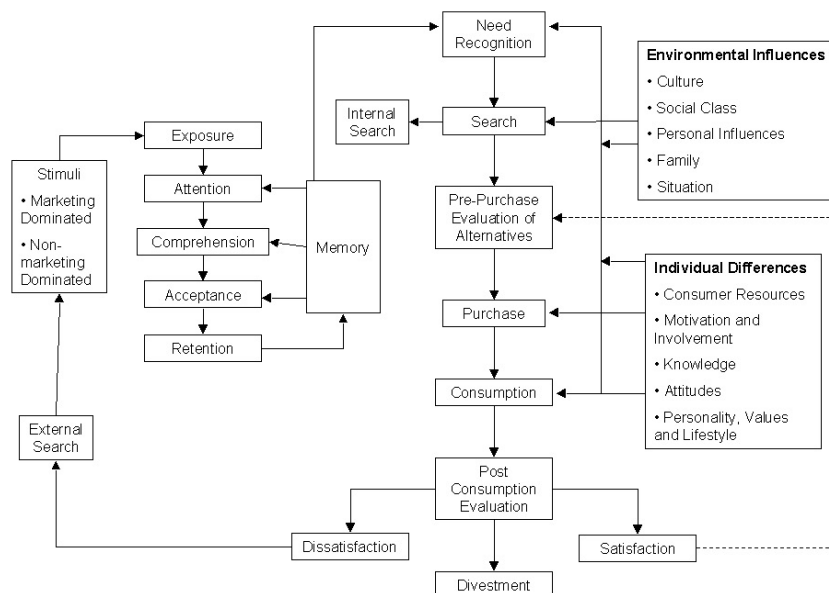 Need
Recognition
Environmental Influences
• Culture
• Social Class
• Personal Influences
• Family
• Situation
Internal
Search
Search
Exposure
Stimuli
• Marketing
Dominated
• Non-
marketing
Dominated
Attention
Pre-Purchase
Evaluation of
Alternatives
Comprehension
Memory
Acceptance
Retention
Individual Differences
• Consumer Resources
• Motivation and
Involvement
• Knowledge
• Attitudes
• Personality, Values
and Lifestyle
Purchase
Consumption
External
Search
Post
Consumption
Evaluation
Dissatisfaction
Satisfaction
Divestment